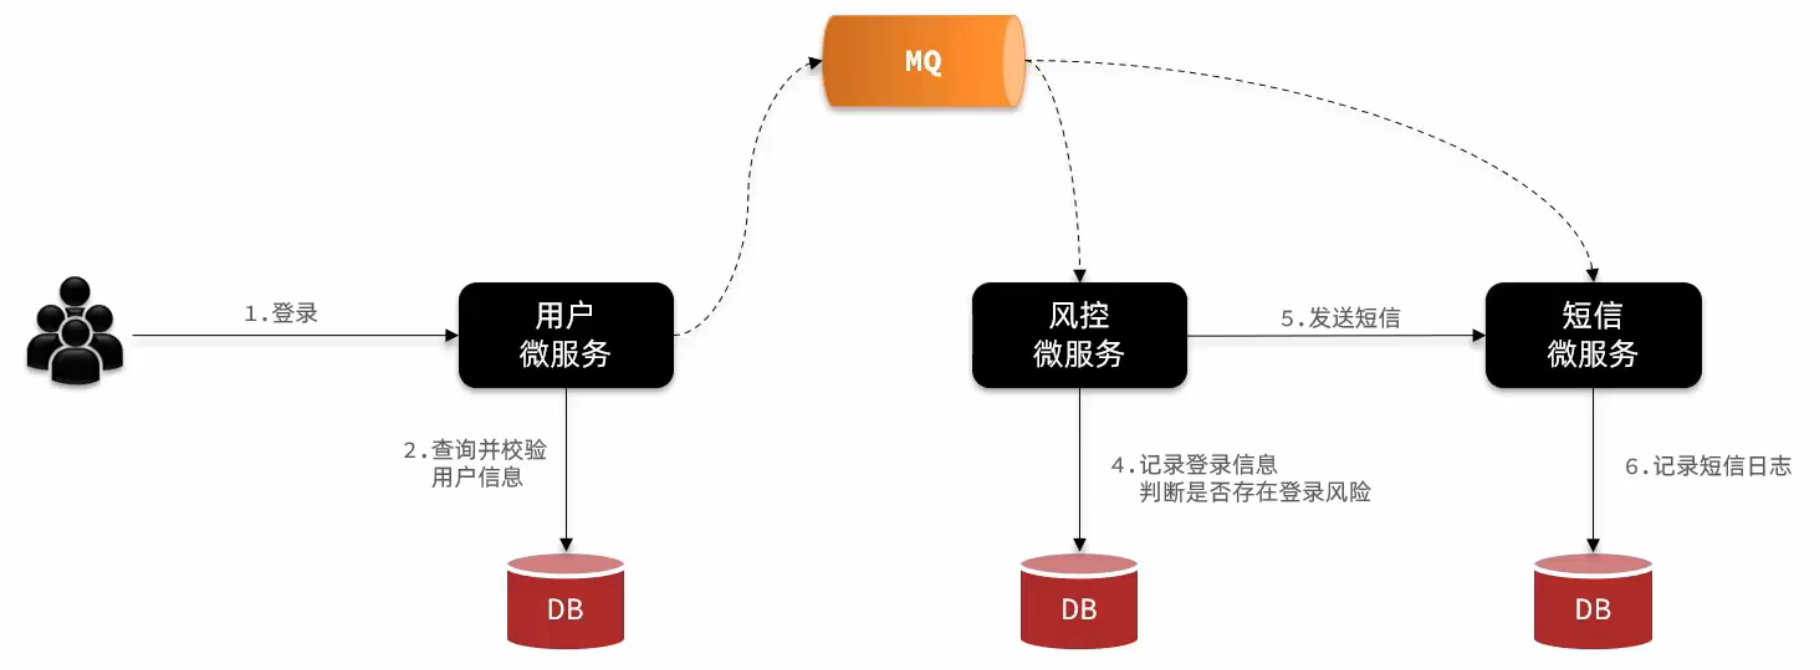 MQ
1.登录
用户
微服务
风控
微服务
5.发送短信
短信
微服务
2.查询并校验
用户信息
4.记录登录信息
判断是否存在登录风险
6.记录短信日志
DB
DB
DB